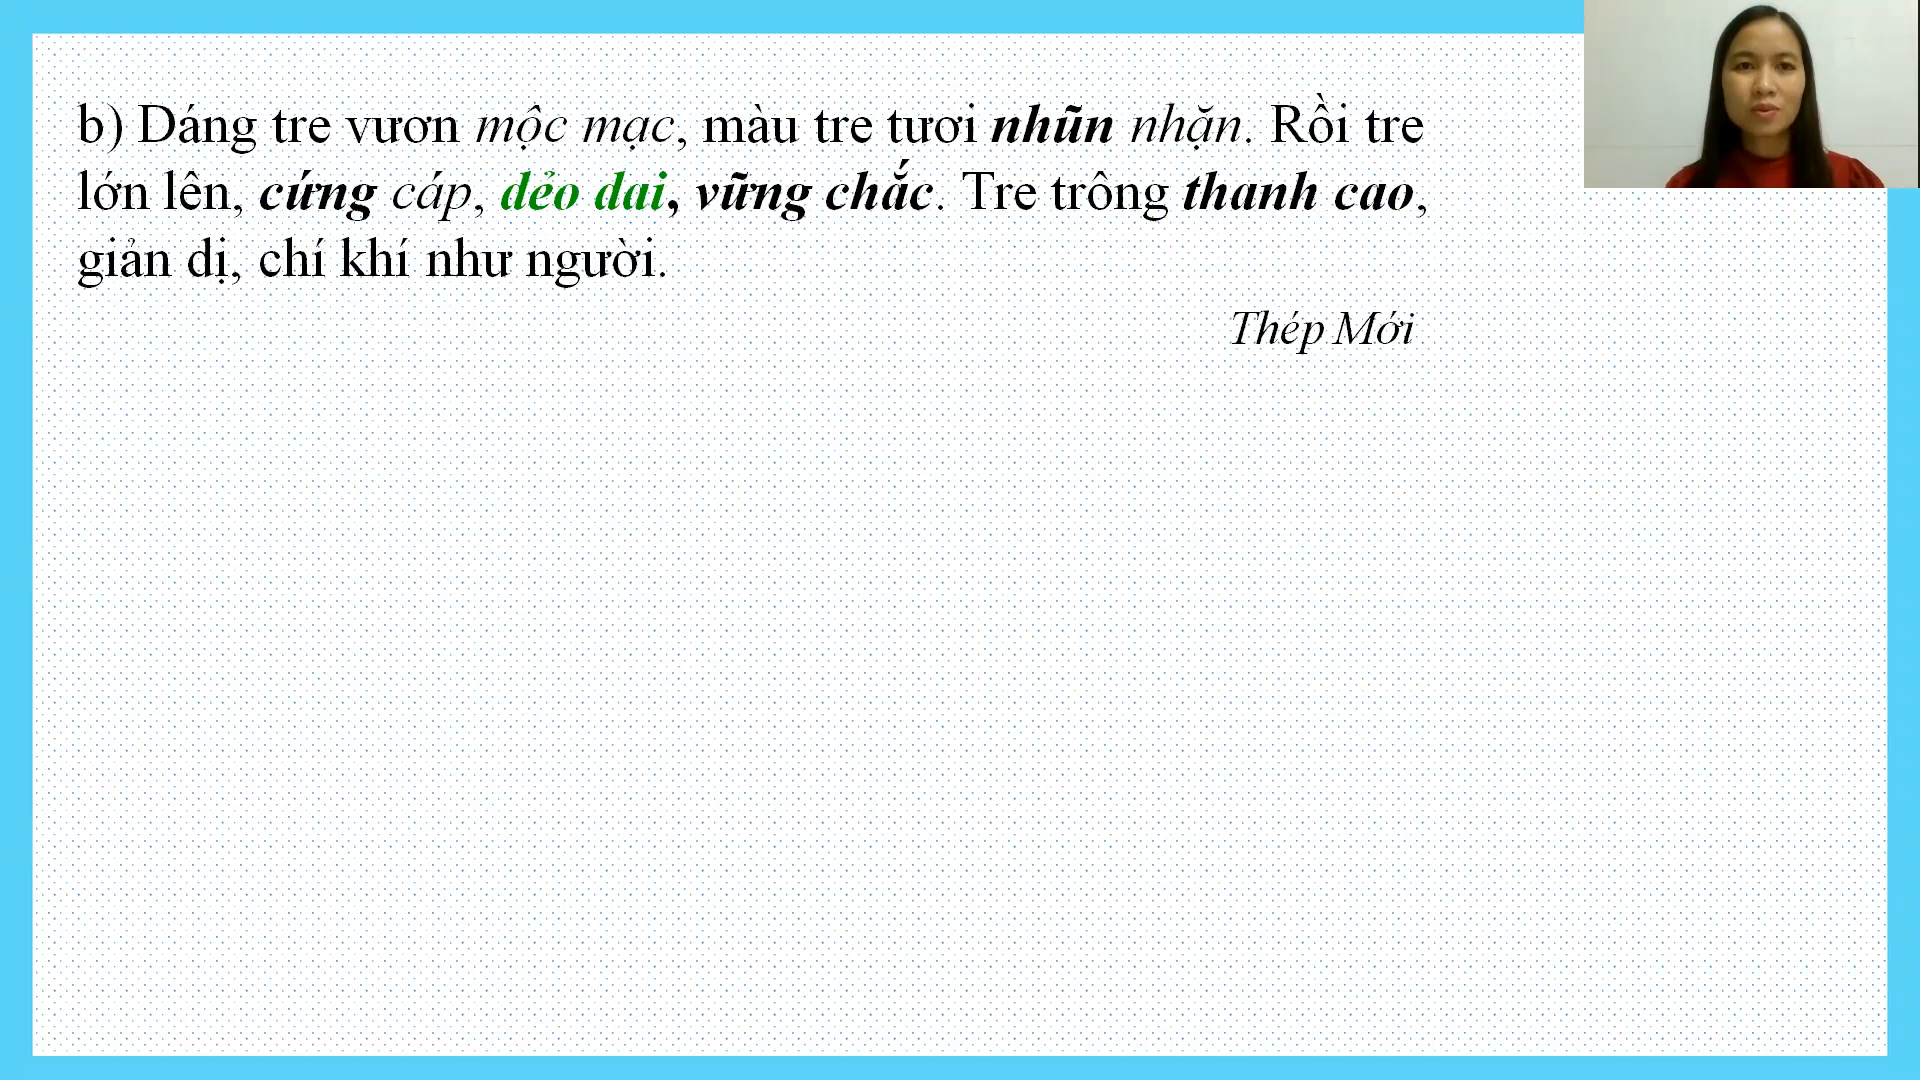 b) Dáng tre vươn mộc mạc, màu tre tươi nhũn nhặn. Rồi tre
lớn lên, cứng cáp, dẻo dai, vững chắc. Tre trông thanh cao,
giản dị, chí khí như người.
Thép Mới